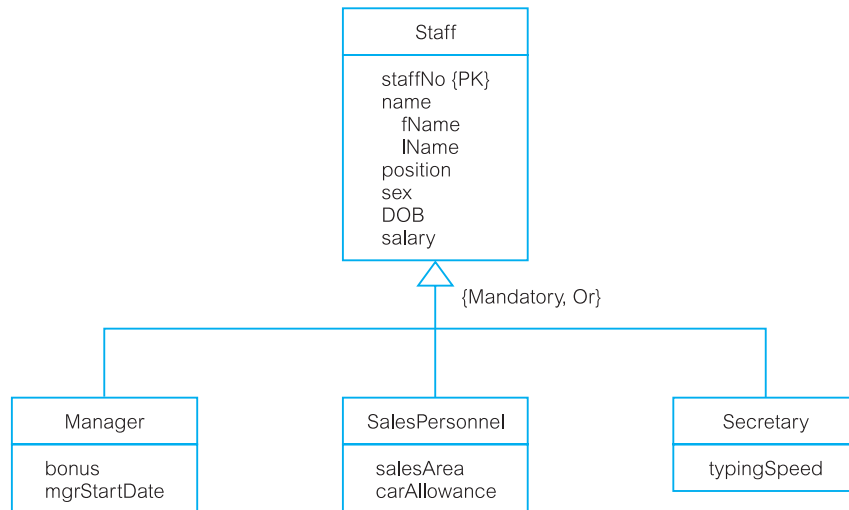 Staff
staffNo {PK}
name
fName
lName
position
sex
DOB
salary
{Mandatory, Or}
Manager
bonus
mgrStartDate
SalesPersonnel
salesArea
carAllowance
Secretary
typingSpeed